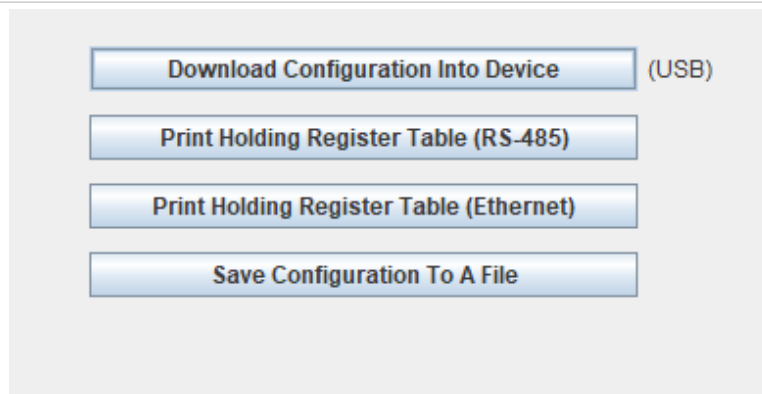 Download Configuration Into Device (USB)
Print Holding Register Table (RS-485)
Print Holding Register Table (Ethernet)
Save Configuration To A File